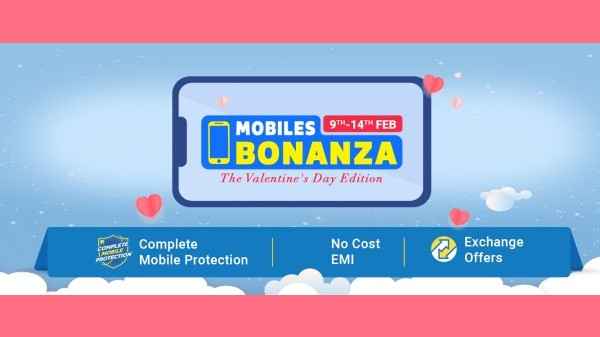 MOBILES
9TH-14TH FEB
BONANZA
The Valentine's Day Edition
COMPLETE
MOBILE
PROTECTION
Complete
Mobile Protection
No Cost
EMI
Exchange
Offers